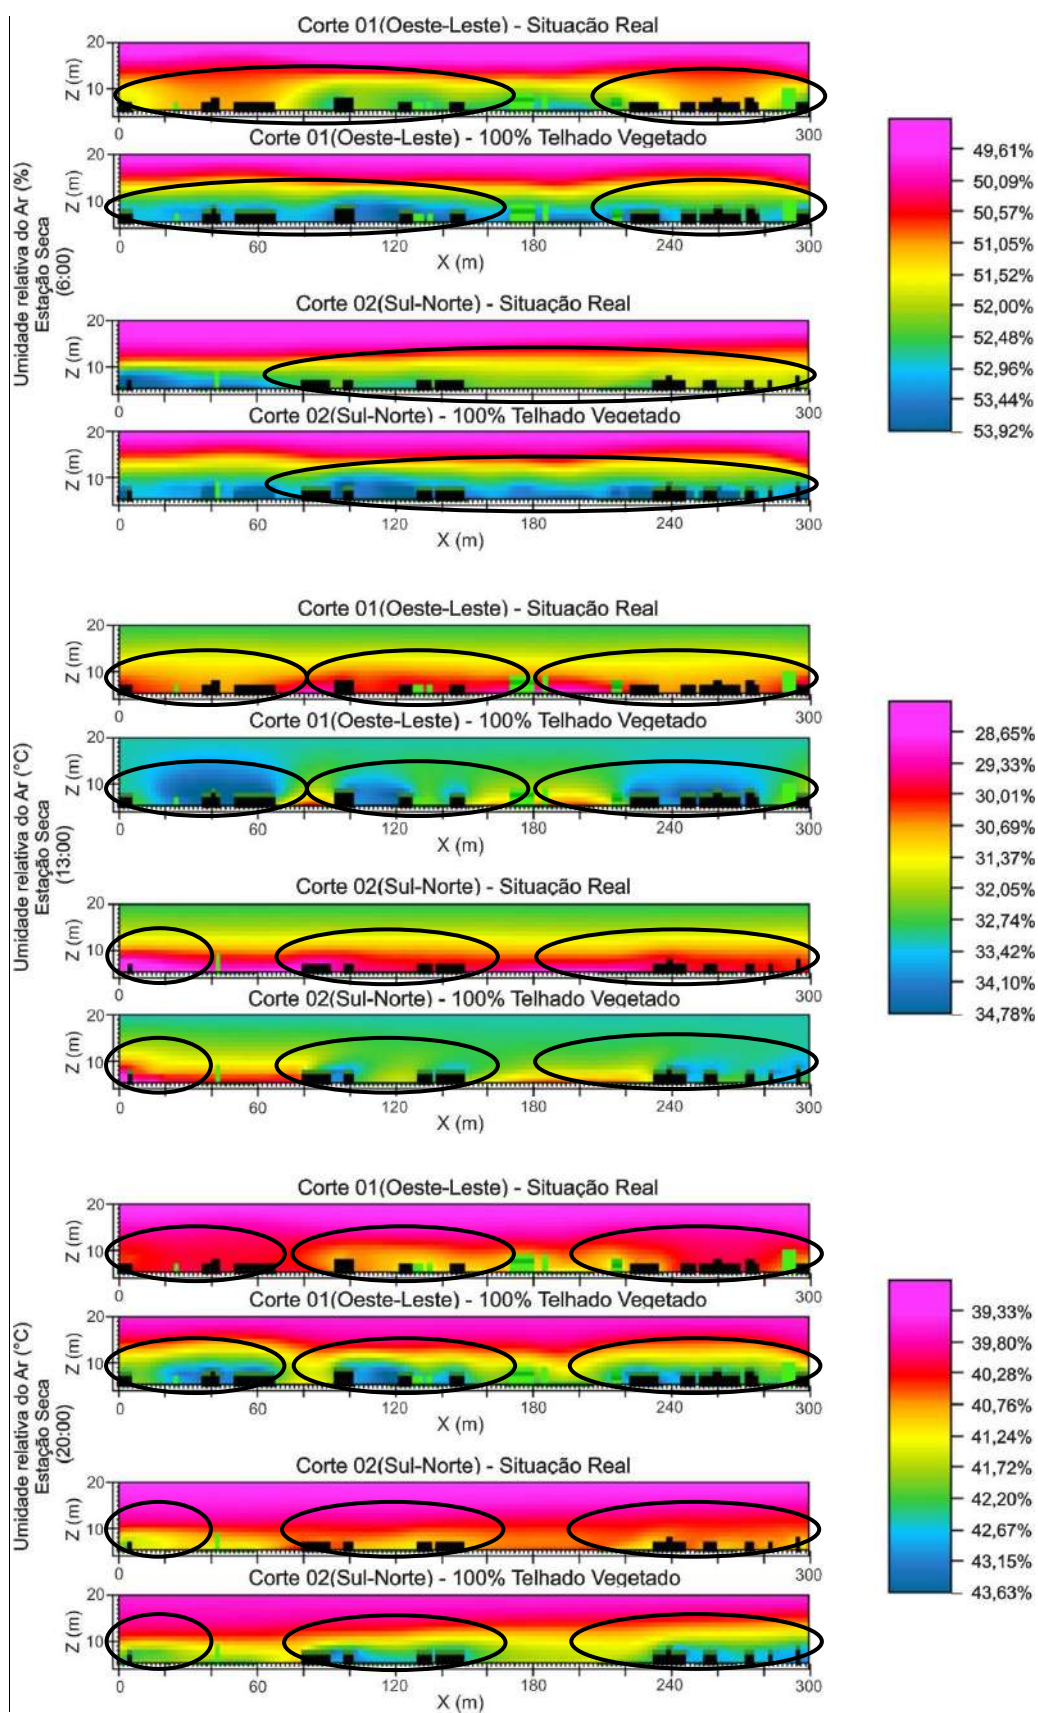 Corte 01(Oeste-Leste) - Situação Real
20
10
Z (m)
0
300
Corte 01(Oeste-Leste) - 100% Telhado Vegetado
20
10
Z (m)
0
60
120
180
240
300
X (m)
Corte 02(Sul-Norte) - Situação Real
20
10
Z (m)
0
300
Corte 02(Sul-Norte) - 100% Telhado Vegetado
20
10
Z (m)
0
60
120
180
240
300
X (m)
Umidade relativa do Ar (%)
Estação Seca
(6:00)
49,61%
50,09%
50,57%
51,05%
51,52%
52,00%
52,48%
52,96%
53,44%
53,92%
Corte 01(Oeste-Leste) - Situação Real
20
10
Z (m)
0
300
Corte 01(Oeste-Leste) - 100% Telhado Vegetado
20
10
Z (m)
0
60
120
180
240
300
X (m)
Corte 02(Sul-Norte) - Situação Real
20
10
Z (m)
0
300
Corte 02(Sul-Norte) - 100% Telhado Vegetado
20
10
Z (m)
0
60
120
180
240
300
X (m)
Umidade relativa do Ar (°C)
Estação Seca
(13:00)
28,65%
29,33%
30,01%
30,69%
31,37%
32,05%
32,74%
33,42%
34,10%
34,78%
Corte 01(Oeste-Leste) - Situação Real
20
10
Z (m)
0
300
Corte 01(Oeste-Leste) - 100% Telhado Vegetado
20
10
Z (m)
0
60
120
180
240
300
X (m)
Corte 02(Sul-Norte) - Situação Real
20
10
Z (m)
0
300
Corte 02(Sul-Norte) - 100% Telhado Vegetado
20
10
Z (m)
0
60
120
180
240
300
X (m)
Umidade relativa do Ar (°C)
Estação Seca
(20:00)
39,33%
39,80%
40,28%
40,76%
41,24%
41,72%
42,20%
42,67%
43,15%
43,63%